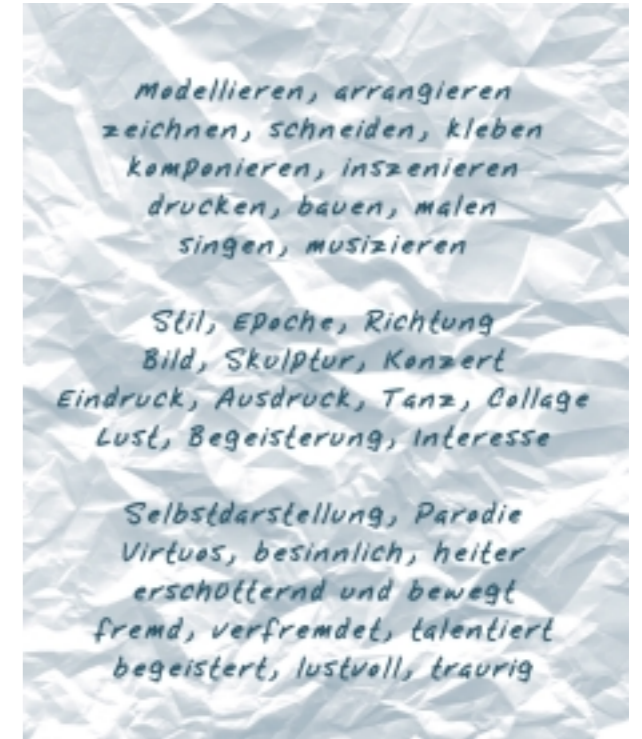 Modellieren, arrangieren
zeichnen, schneiden, kleben
komponieren, inszenieren
drucken, bauen, malen
singen, musizieren
Stil, Epoche, Richtung
Bild, Skulptur, Konzert
Eindruck, Ausdruck, Tanz, Collage
Lust, Begeisterung, Interesse
Selbstdarstellung, Parodie
Virtuos, besinnlich, heiter
erschütternd und bewegt
fremd, verfremdet, talentiert
begeistert, lustvoll, traurig